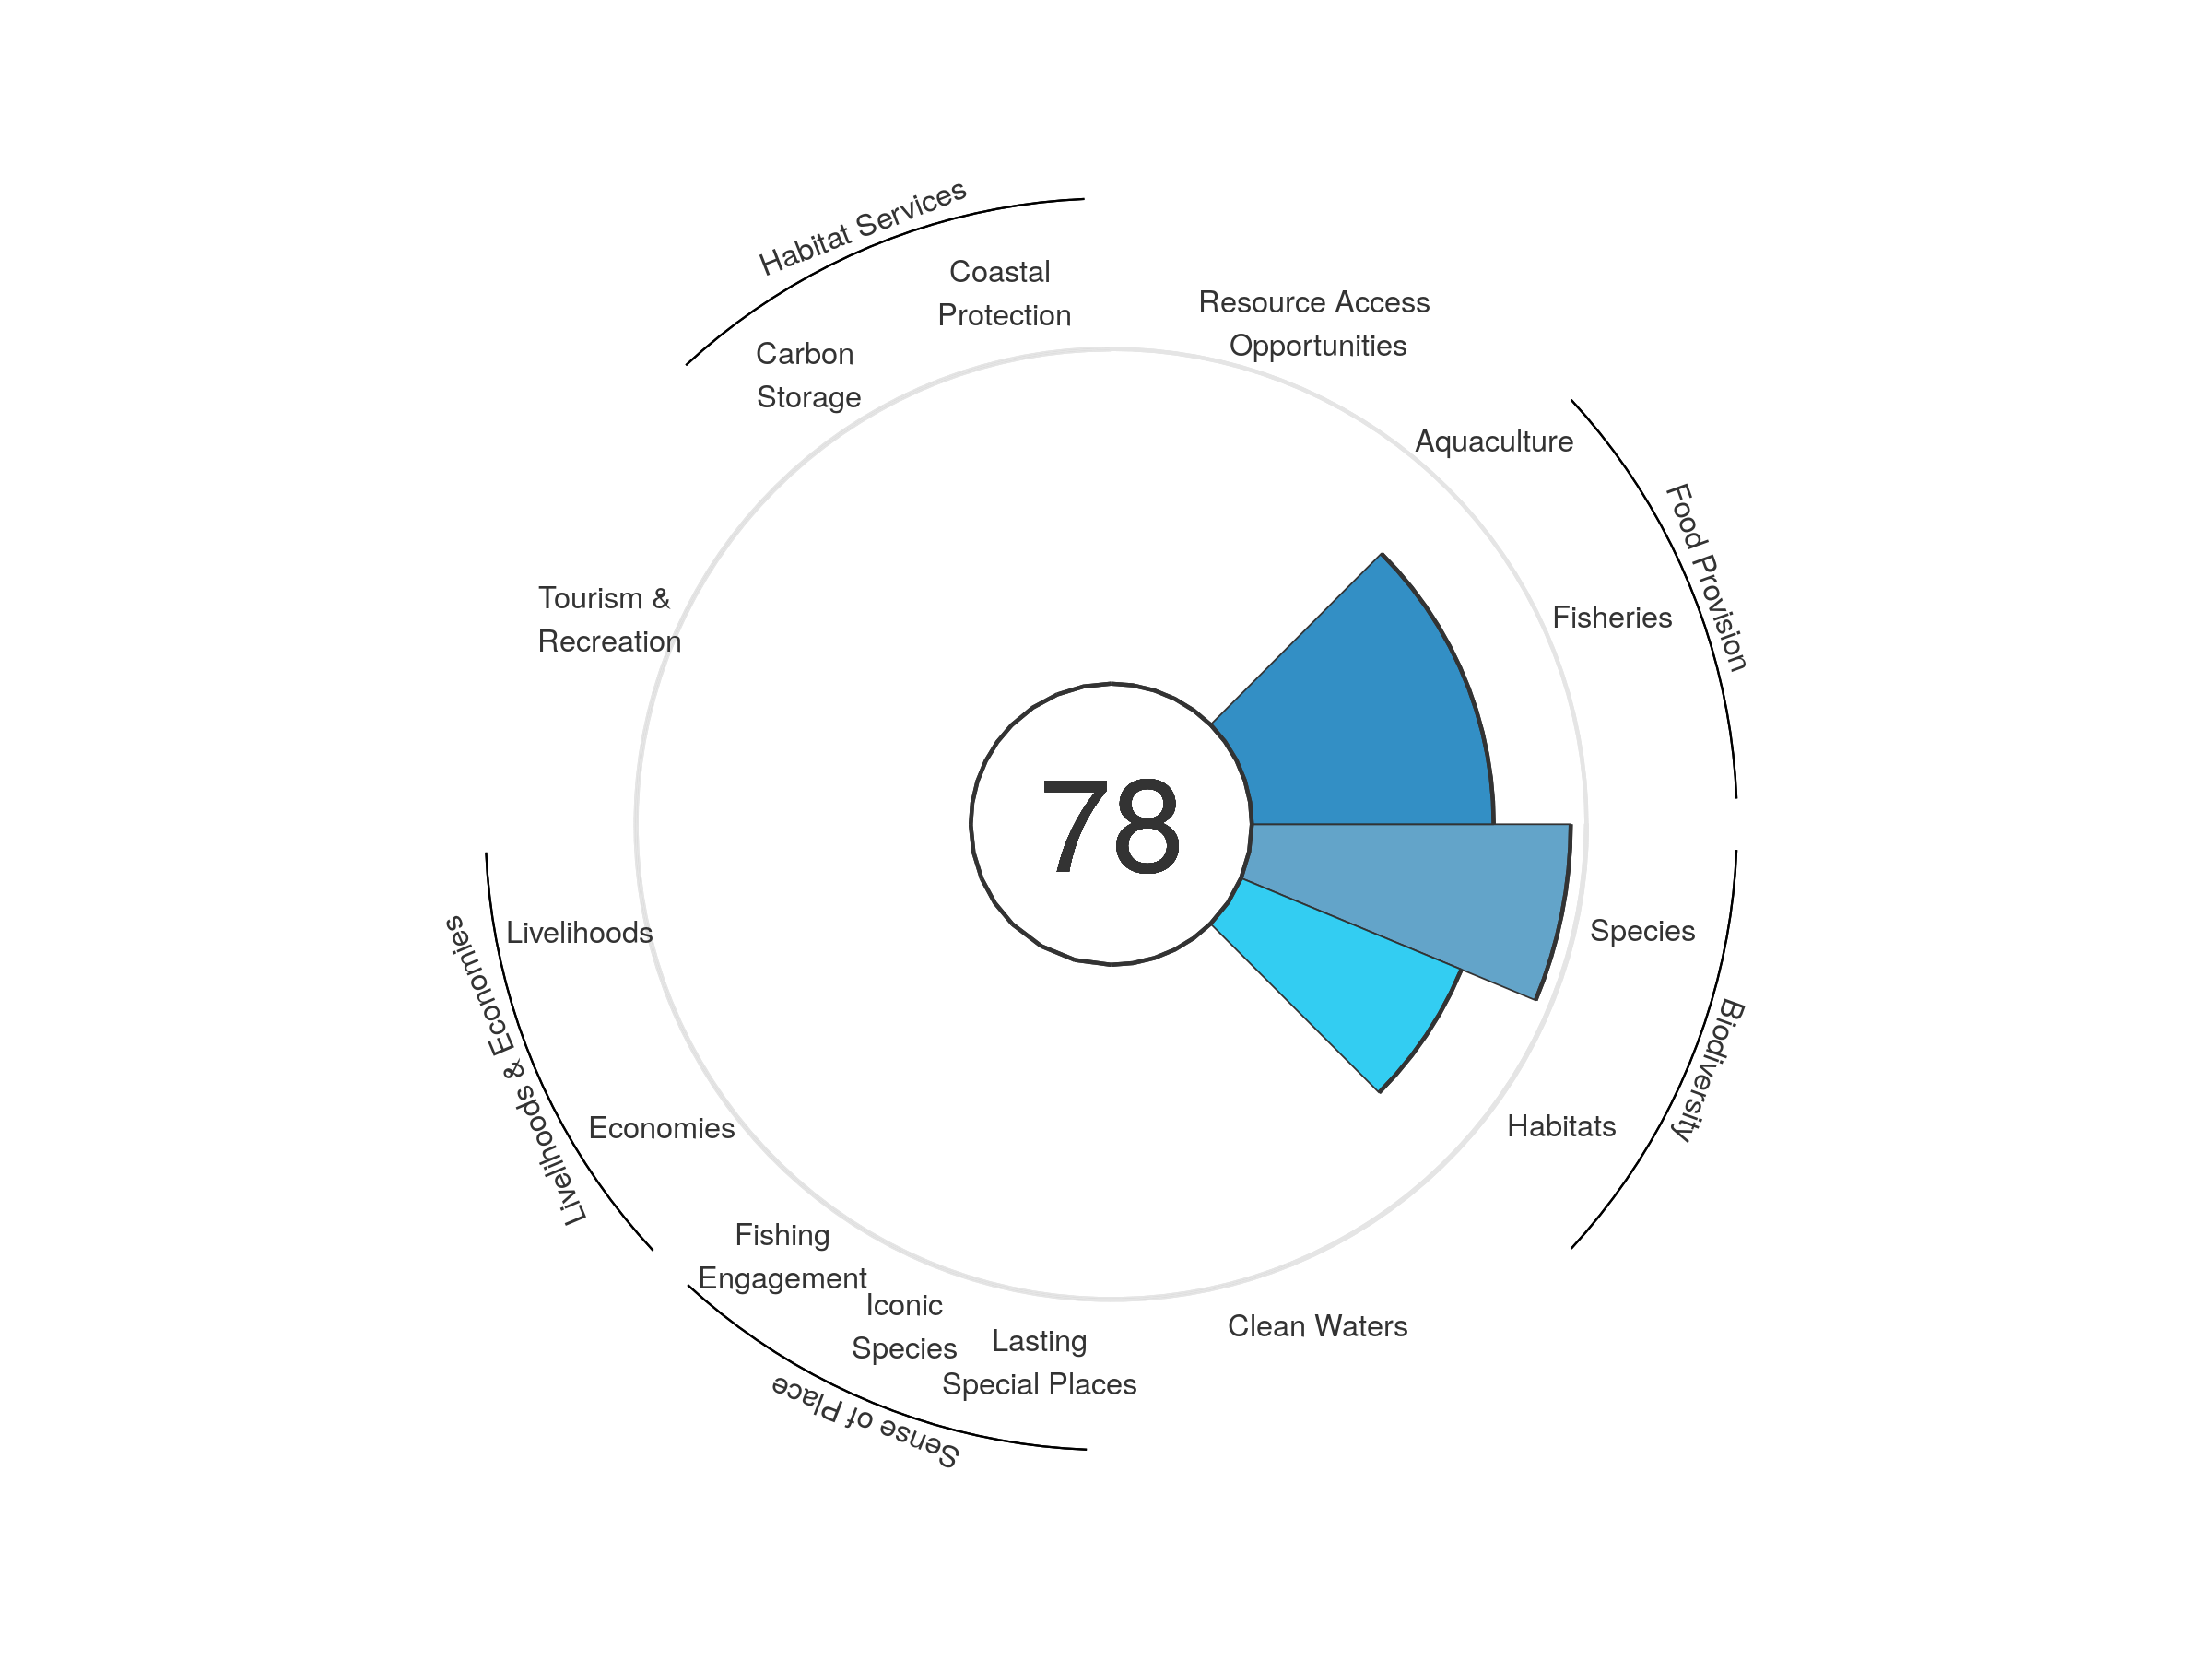 Habitat Services
Coastal
Protection
Resource Access
Opportunities
Carbon
Storage
Aquaculture
Food Provision
Tourism &
Recreation
Fisheries
78
Livelihoods
Species
Livelihoods & Economies
Biodiversity
Economies
Habitats
Fishing
Engagement
Iconic
Species
Lasting
Special Places
Clean Waters
Sense of Place